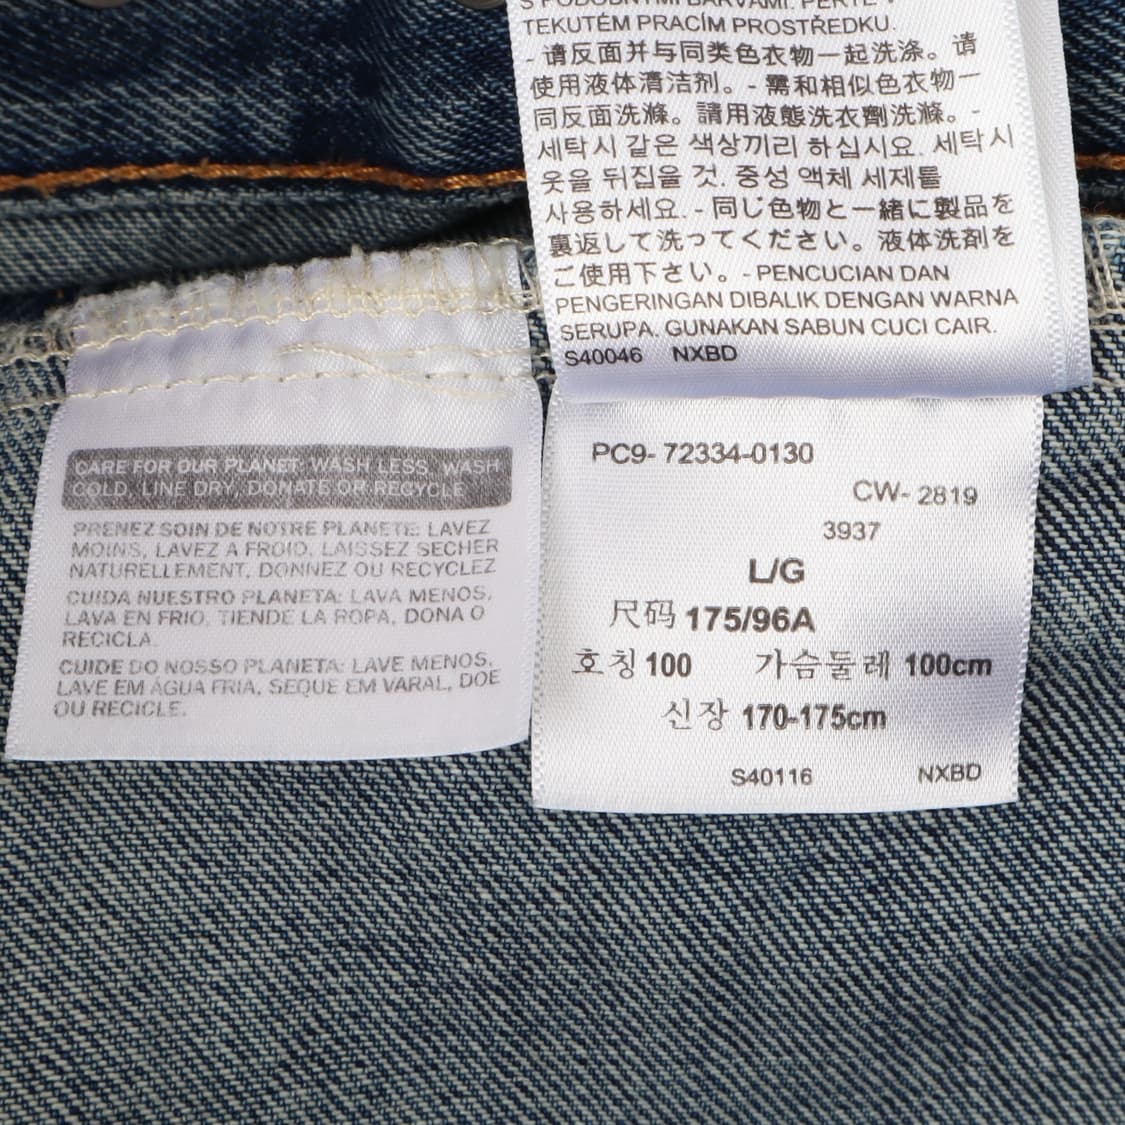 S PODOBNÝMI BARVAMI. PERTE V
TEKUTÉM PRACÍM PROSTŘEDKU.
- 请反面并与同类色衣物一起洗涤。请
使用液体清洁剂。- 需和相似色衣物一
同反面洗滌。請用液態洗衣劑洗滌。-
세탁시 같은 색상끼리 하십시요. 세탁시
옷을 뒤집을 것. 중성 액체 세제를
사용하세요. - 同じ色物と一緒に製品を
裏返して洗ってください。液体洗剤を
ご使用下さい。- PENCUCIAN DAN
PENGERINGAN DIBALIK DENGAN WARNA
SERUPA. GUNAKAN SABUN CUCI CAIR.
S40046 NXBD
CARE FOR OUR PLANET: WASH LESS, WASH
COLD, LINE DRY, DONATE OR RECYCLE
PRENEZ SOIN DE NOTRE PLANETE: LAVEZ
MOINS, LAVEZ A FROID, LAISSEZ SECHER
NATURELLEMENT, DONNEZ OU RECYCLEZ
CUIDA NUESTRO PLANETA: LAVA MENOS,
LAVA EN FRIO, TIENDE LA ROPA, DONA O
RECICLA.
CUIDE DO NOSSO PLANETA: LAVE MENOS,
LAVE EM ÁGUA FRIA, SEQUE EM VARAL, DOE
OU RECICLE.
PC9- 72334-0130
CW- 2819
3937
L/G
尺码 175/96A
호칭 100 가슴둘레 100cm
신장 170-175cm
S40116 NXBD